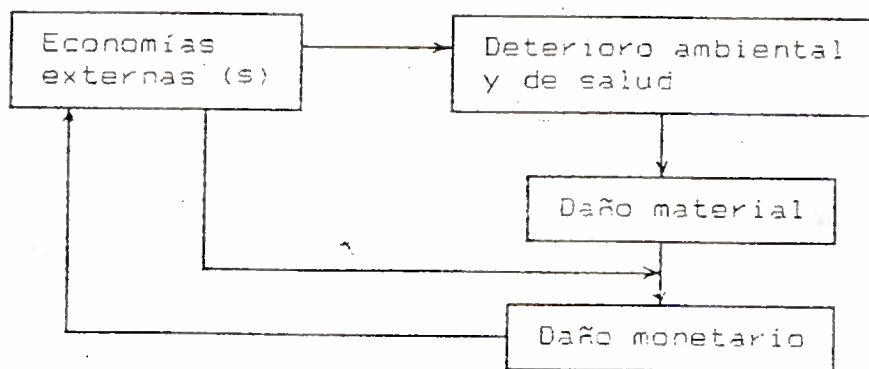 Economías
externas (s)
Deterioro ambiental
y de salud
Daño material
Daño monetario